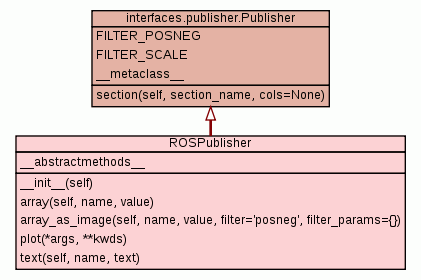 interfaces.publisher.Publisher
FILTER_POSNEG
FILTER_SCALE
__metaclass__
section(self, section_name, cols=None)
ROSPublisher
__abstractmethods__
__init__(self)
array(self, name, value)
array_as_image(self, name, value, filter='posneg', filter_params={})
plot(*args, **kwds)
text(self, name, text)